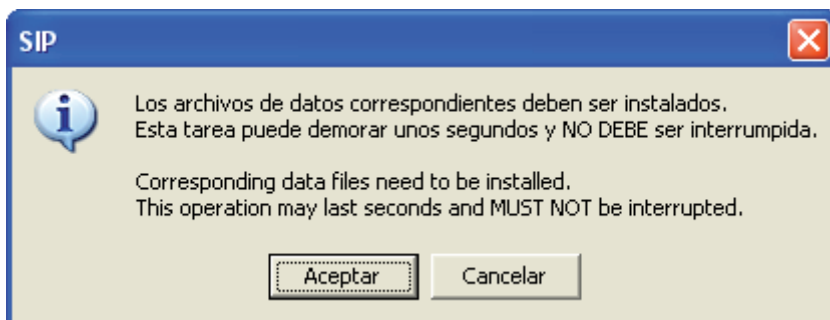 SIP
Los archivos de datos correspondientes deben ser instalados.
Esta tarea puede demorar unos segundos y NO DEBE ser interrumpida.
Corresponding data files need to be installed.
This operation may last seconds and MUST NOT be interrupted.
Aceptar
Cancelar